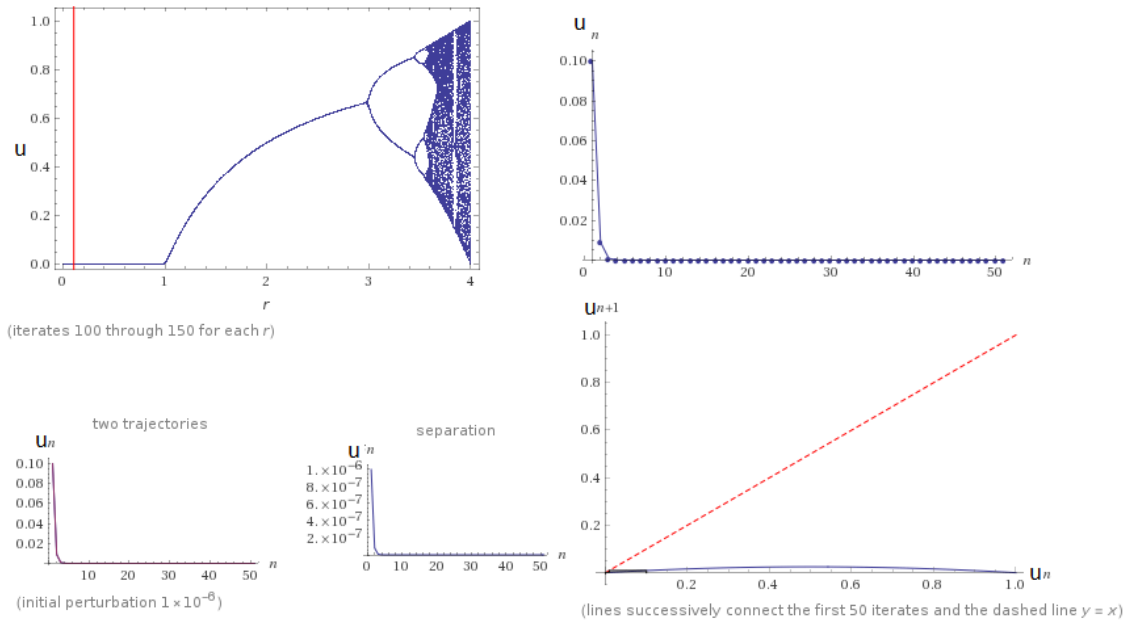 1.0
0.8
0.6
u
0.4
0.2
0.0
0 1 2 3 4
r
(iterates 100 through 150 for each r)
u n
0.10
0.08
0.06
0.04
0.02
0 10 20 30 40 50 n
two trajectories
un
0.10
0.08
0.06
0.04
0.02
10 20 30 40 50 n
(initial perturbation 1×10⁻⁶)
separation
u n
1.×10⁻⁶
8.×10⁻⁷
6.×10⁻⁷
4.×10⁻⁷
2.×10⁻⁷
0 10 20 30 40 50 n
un+1
1.0
0.8
0.6
0.4
0.2
0.2 0.4 0.6 0.8 1.0
un
(lines successively connect the first 50 iterates and the dashed line y = x)